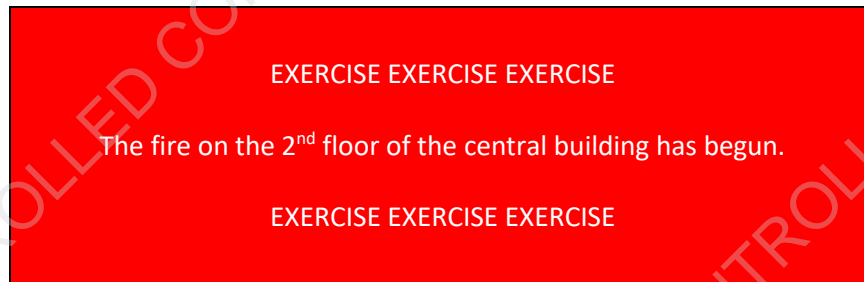 EXERCISE EXERCISE EXERCISE
The fire on the 2nd floor of the central building has begun.
EXERCISE EXERCISE EXERCISE